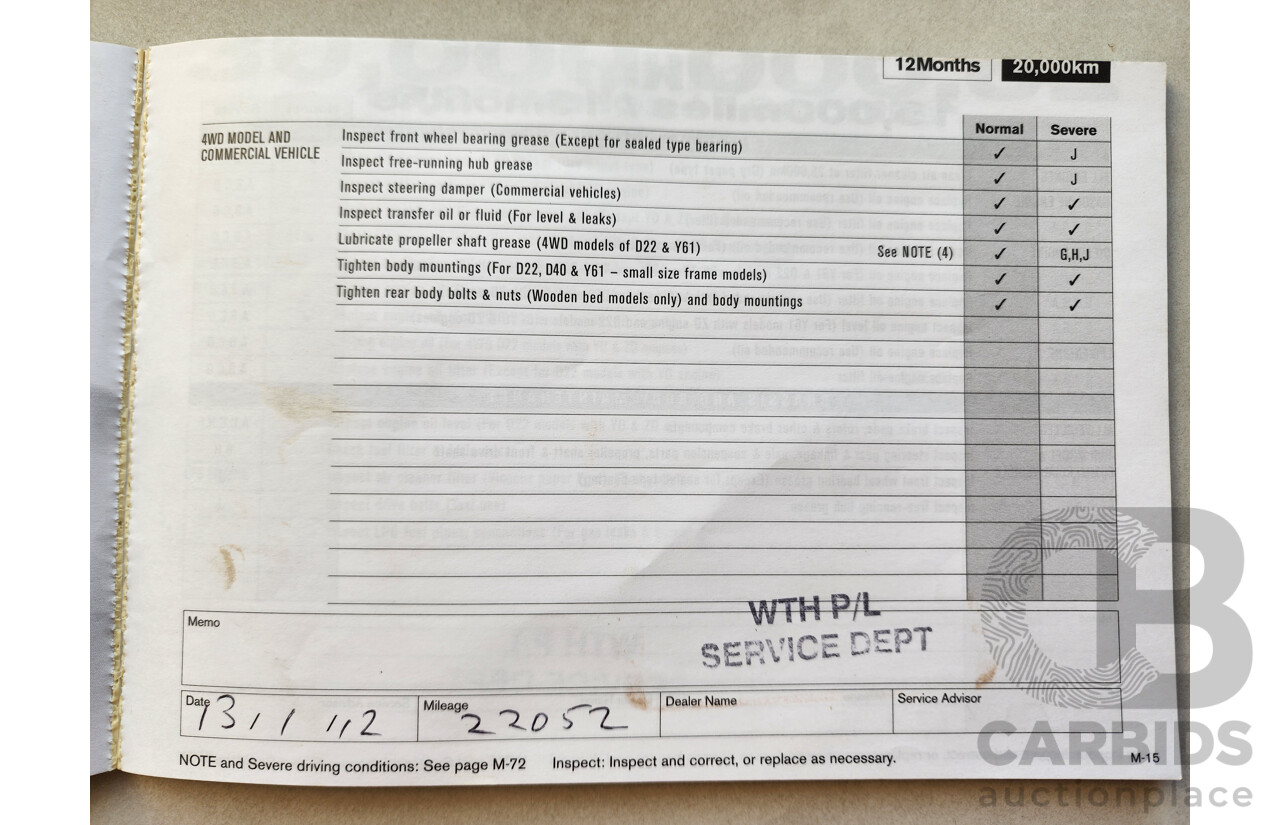 12Months 20,000km
Normal Severe
4WD MODEL AND
COMMERCIAL VEHICLE
Inspect front wheel bearing grease (Except for sealed type bearing) ✓ J
Inspect free-running hub grease ✓ J
Inspect steering damper (Commercial vehicles) ✓ ✓
Inspect transfer oil or fluid (For level & leaks) ✓ ✓
Lubricate propeller shaft grease (4WD models of D22 & Y61) See NOTE (4) ✓ G,H,J
Tighten body mountings (For D22, D40 & Y61 – small size frame models) ✓ ✓
Tighten rear body bolts & nuts (Wooden bed models only) and body mountings ✓ ✓
Memo
WTH P/L
SERVICE DEPT
Date 13/1/12 Mileage 22052 Dealer Name Service Advisor
NOTE and Severe driving conditions: See page M-72 Inspect: Inspect and correct, or replace as necessary. M-15
CB
CARBIDS
auctionplace